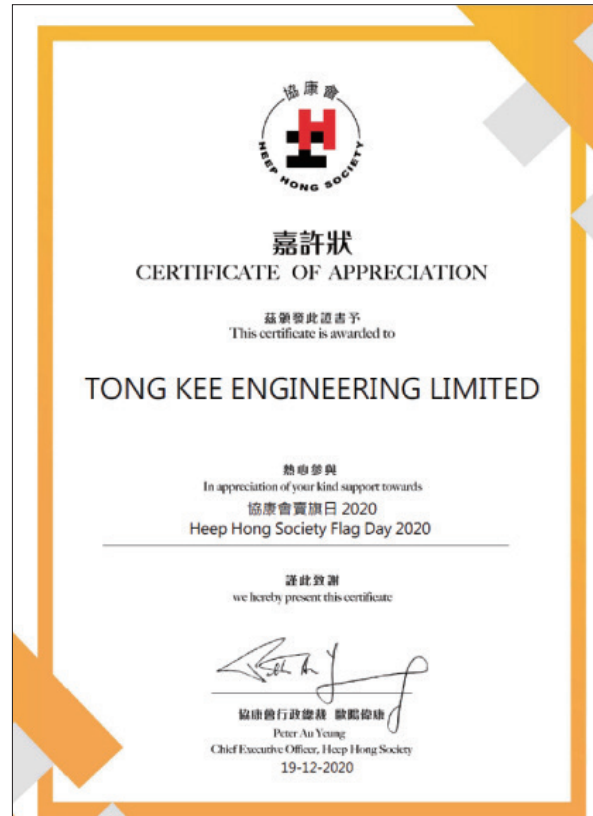 協康會
HEEP HONG SOCIETY
嘉許狀
CERTIFICATE OF APPRECIATION
茲頒發此證書予
This certificate is awarded to
TONG KEE ENGINEERING LIMITED
熱心參與
In appreciation of your kind support towards
協康會賣旗日 2020
Heep Hong Society Flag Day 2020
謹此致謝
we hereby present this certificate
協康會行政總裁 歐陽偉康
Peter Au Yeung
Chief Executive Officer, Heep Hong Society
19-12-2020